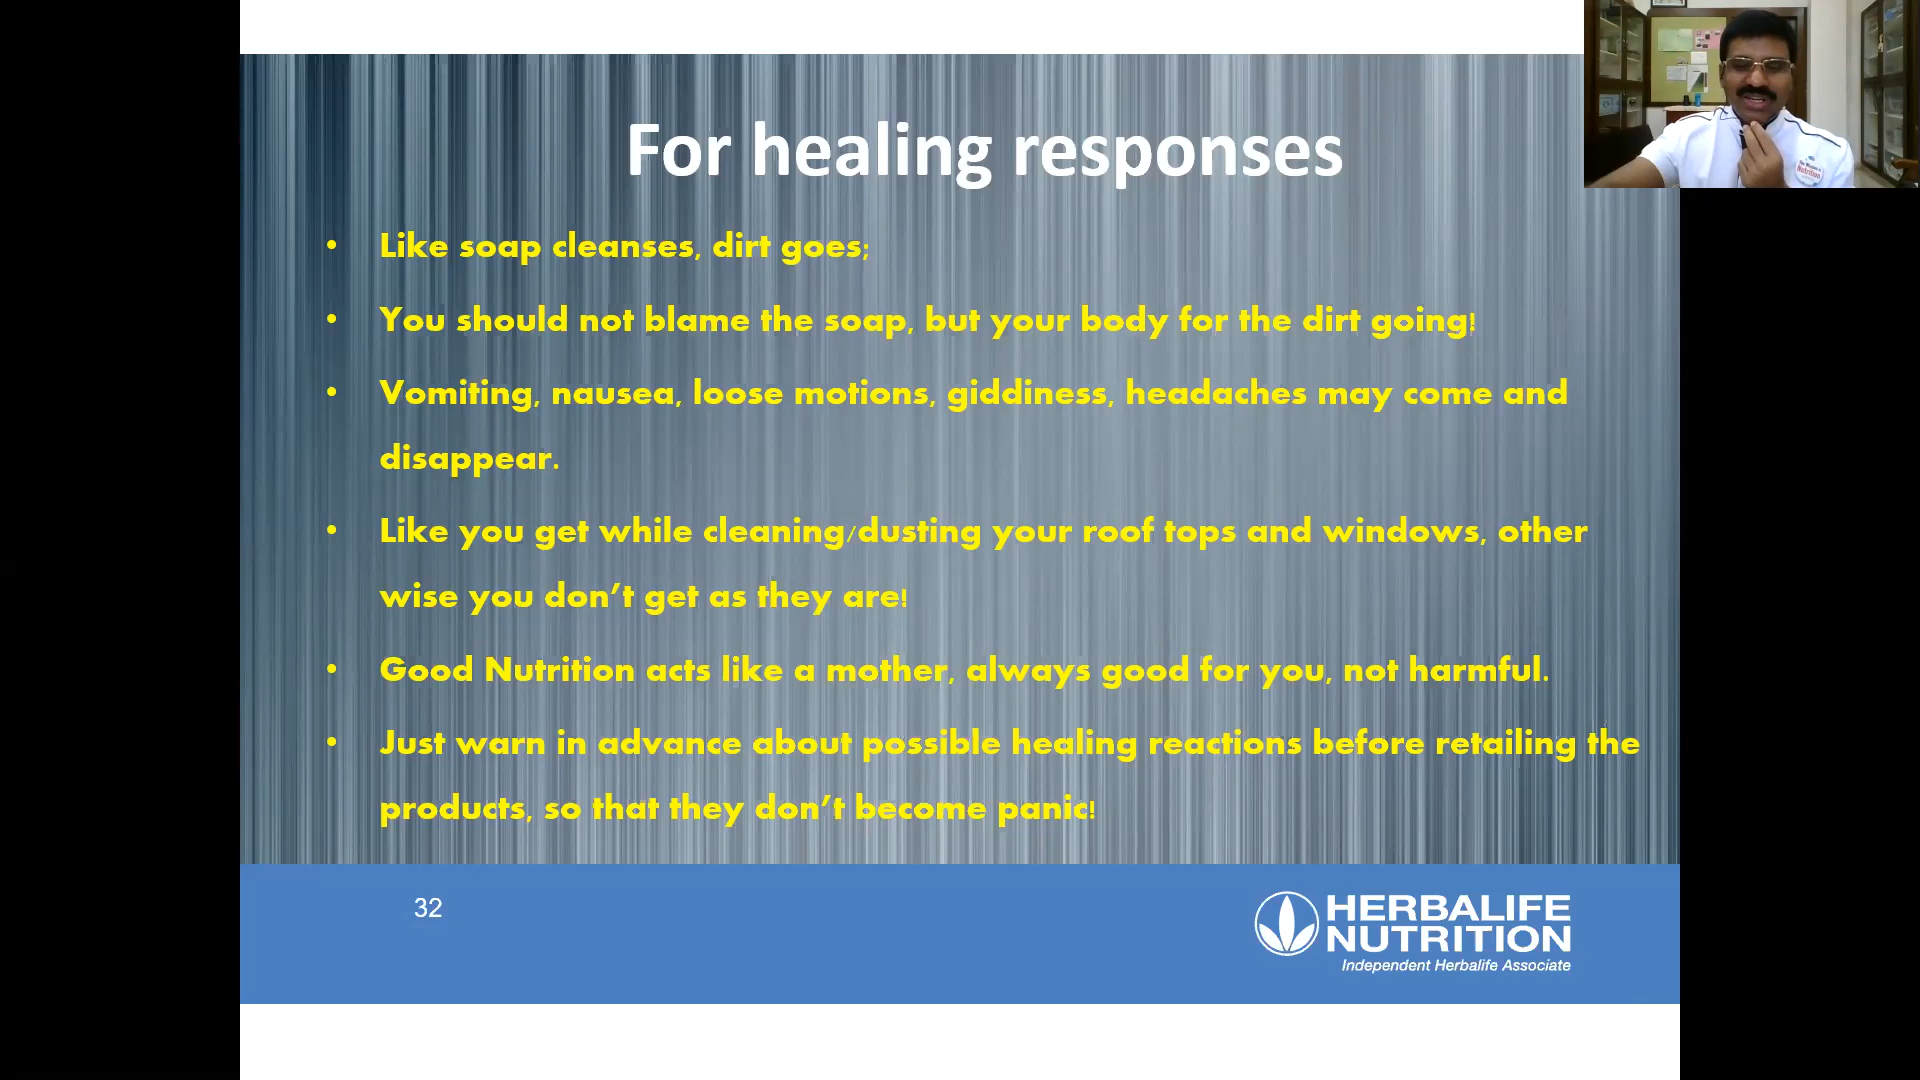 For healing responses
• Like soap cleanses, dirt goes;
• You should not blame the soap, but your body for the dirt going!
• Vomiting, nausea, loose motions, giddiness, headaches may come and
disappear.
• Like you get while cleaning/dusting your roof tops and windows, other
wise you don’t get as they are!
• Good Nutrition acts like a mother, always good for you, not harmful.
• Just warn in advance about possible healing reactions before retailing the
products, so that they don’t become panic!
32
HERBALIFE
NUTRITION
Independent Herbalife Associate
Nutrition